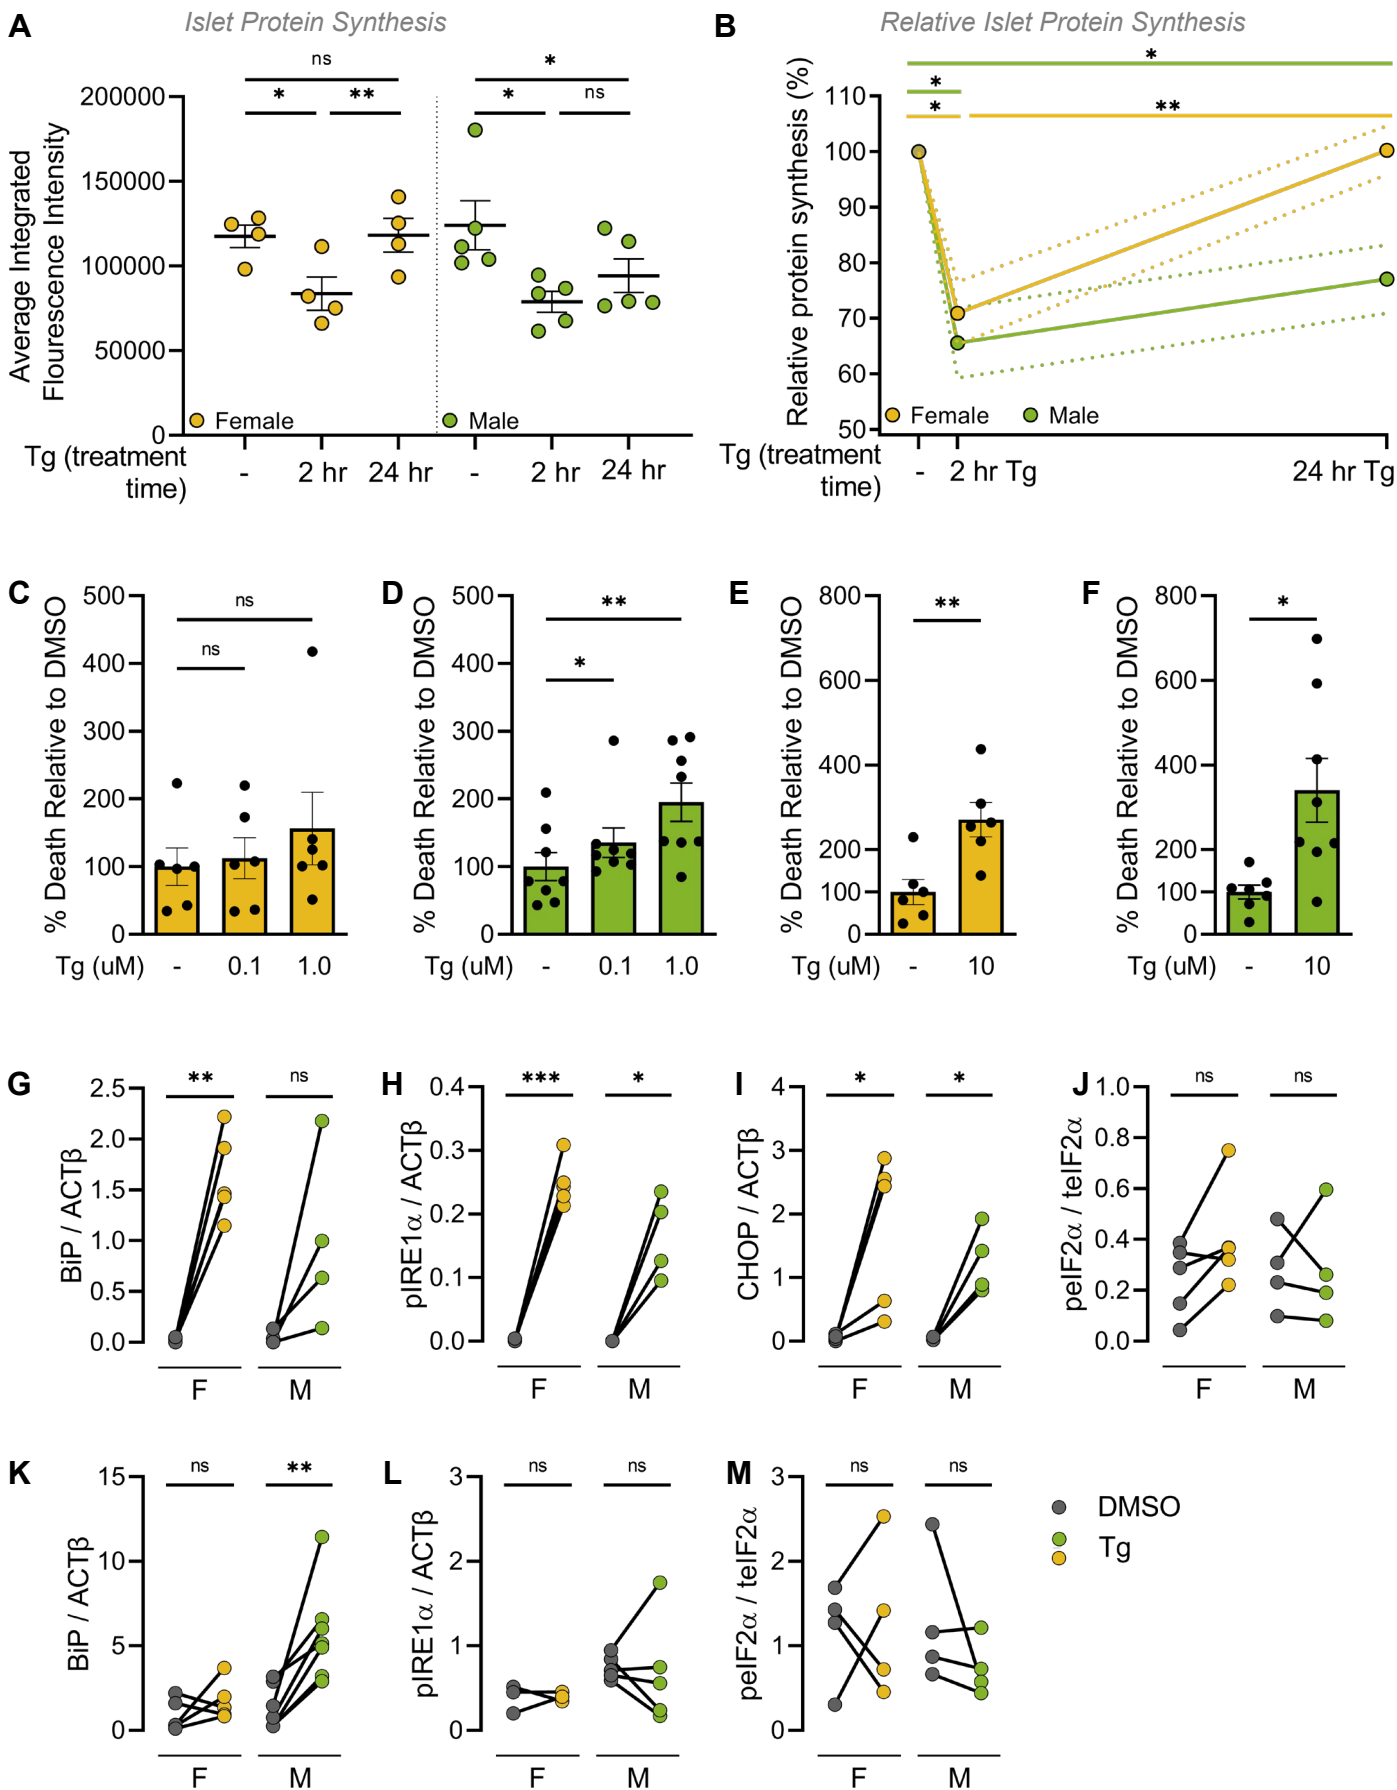 A
Islet Protein Synthesis
ns
*
**
*
*
ns
Average Integrated
Flourescence Intensity
200000
150000
100000
50000
0
Female
Male
Tg (treatment
time)
-
2 hr
24 hr
-
2 hr
24 hr
B
Relative Islet Protein Synthesis
*
*
*
**
Relative protein synthesis (%)
110
100
90
80
70
60
50
Female
Male
Tg (treatment
time)
-
2 hr Tg
24 hr Tg
C
% Death Relative to DMSO
500
400
300
200
100
0
ns
ns
Tg (uM)
-
0.1
1.0
D
% Death Relative to DMSO
500
400
300
200
100
0
**
*
Tg (uM)
-
0.1
1.0
E
% Death Relative to DMSO
800
600
400
200
0
**
Tg (uM)
-
10
F
% Death Relative to DMSO
800
600
400
200
0
*
Tg (uM)
-
10
G
BiP / ACTβ
2.5
2.0
1.5
1.0
0.5
0.0
**
ns
F
M
H
pIRE1α / ACTβ
0.4
0.3
0.2
0.1
0.0
***
*
F
M
I
CHOP / ACTβ
4
3
2
1
0
*
*
F
M
J
peIF2α / teIF2α
1.0
0.8
0.6
0.4
0.2
0.0
ns
ns
F
M
K
BiP / ACTβ
15
10
5
0
ns
**
F
M
L
pIRE1α / ACTβ
3
2
1
0
ns
ns
F
M
M
peIF2α / teIF2α
3
2
1
0
ns
ns
F
M
DMSO
Tg